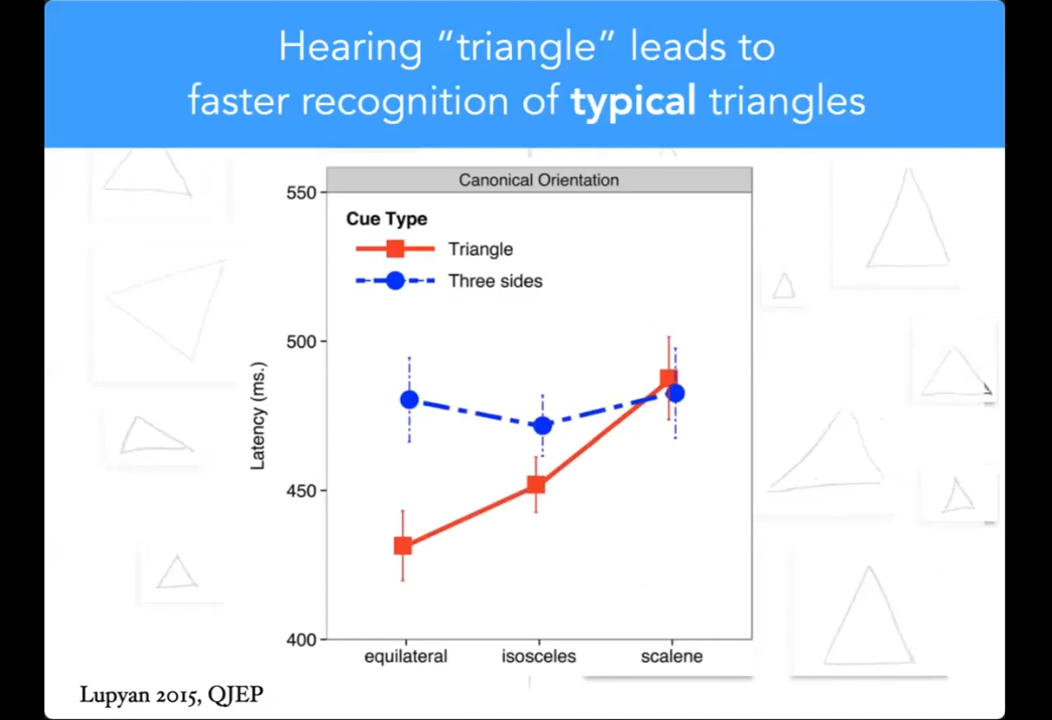 Hearing “triangle” leads to
faster recognition of typical triangles
Canonical Orientation
Cue Type
Triangle
Three sides
550
500
450
400
Latency (ms.)
equilateral
isosceles
scalene
Lupyan 2015, QJEP